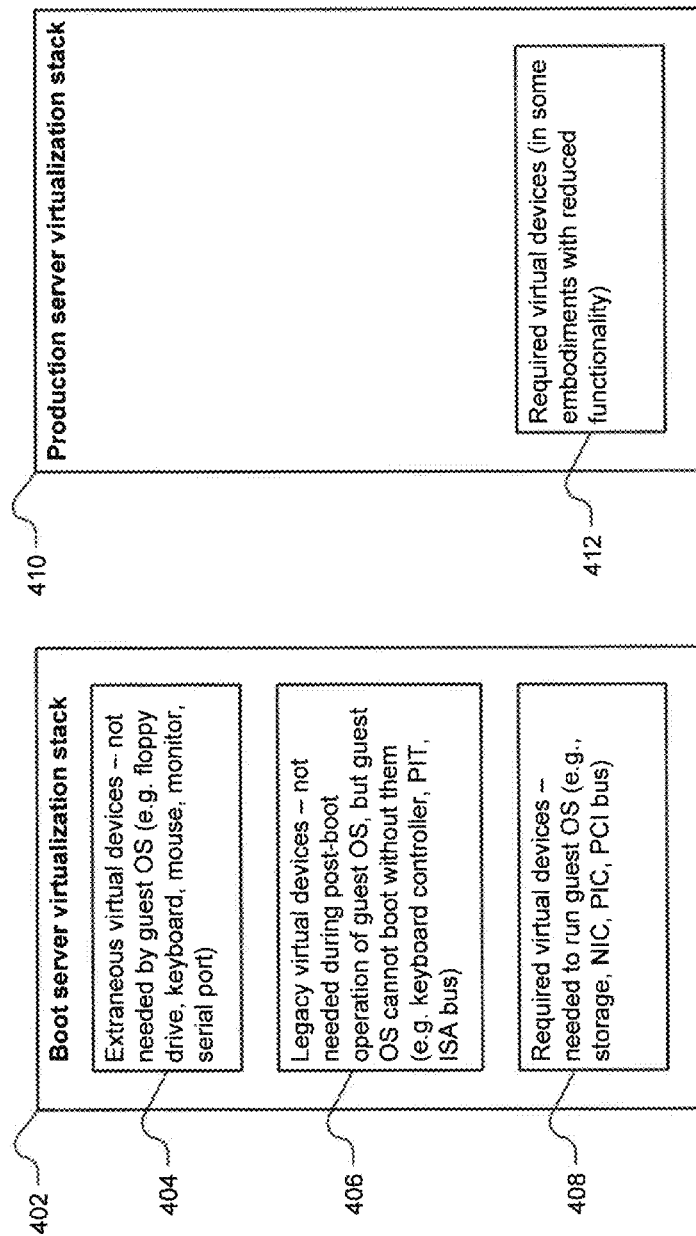 402
Boot server virtualization stack
404
Extraneous virtual devices – not
needed by guest OS (e.g. floppy
drive, keyboard, mouse, monitor,
serial port)
406
Legacy virtual devices – not
needed during post-boot
operation of guest OS, but guest
OS cannot boot without them
(e.g. keyboard controller, PIT,
ISA bus)
408
Required virtual devices –
needed to run guest OS (e.g.,
storage, NIC, PIC, PCI bus)
410
Production server virtualization stack
412
Required virtual devices (in some
embodiments with reduced
functionality)